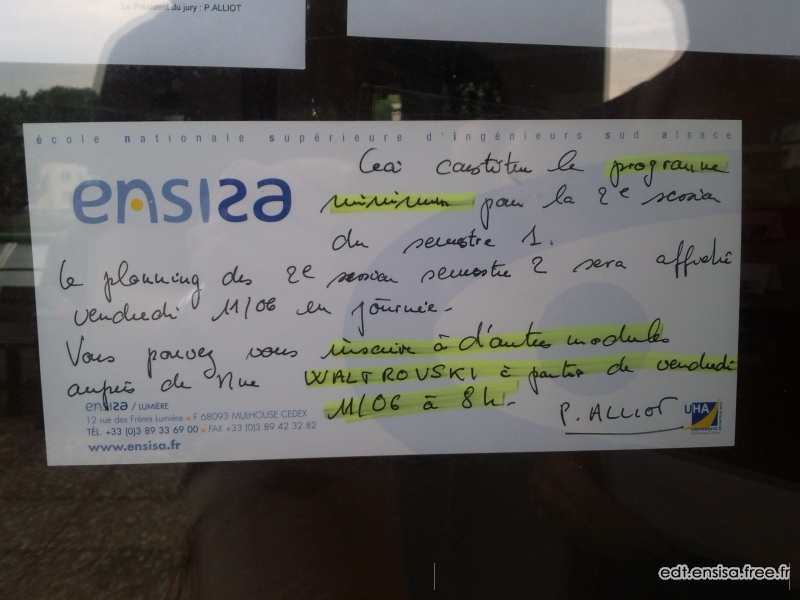 Le Président du jury : P.ALLIOT
école nationale supérieure d'ingénieurs sud alsace
ensisa
Ceci constitue le programme
minimum pour la 2e session
du semestre 1.
Le planning des 2e session semestre 2 sera affiché
vendredi 11/06 en journée.
Vous pouvez vous inscrire à d'autres modules
auprès de Mme WALTROVSKI à partir de vendredi
11/06 à 8h.
P. ALLIOT
ensisa / LUMIÈRE
12 rue des Frères Lumière • F 68093 MULHOUSE CEDEX
TÉL. +33 (0)3 89 33 69 00 • FAX +33 (0)3 89 42 32 82
www.ensisa.fr
UHA
edt.ensisa.free.fr